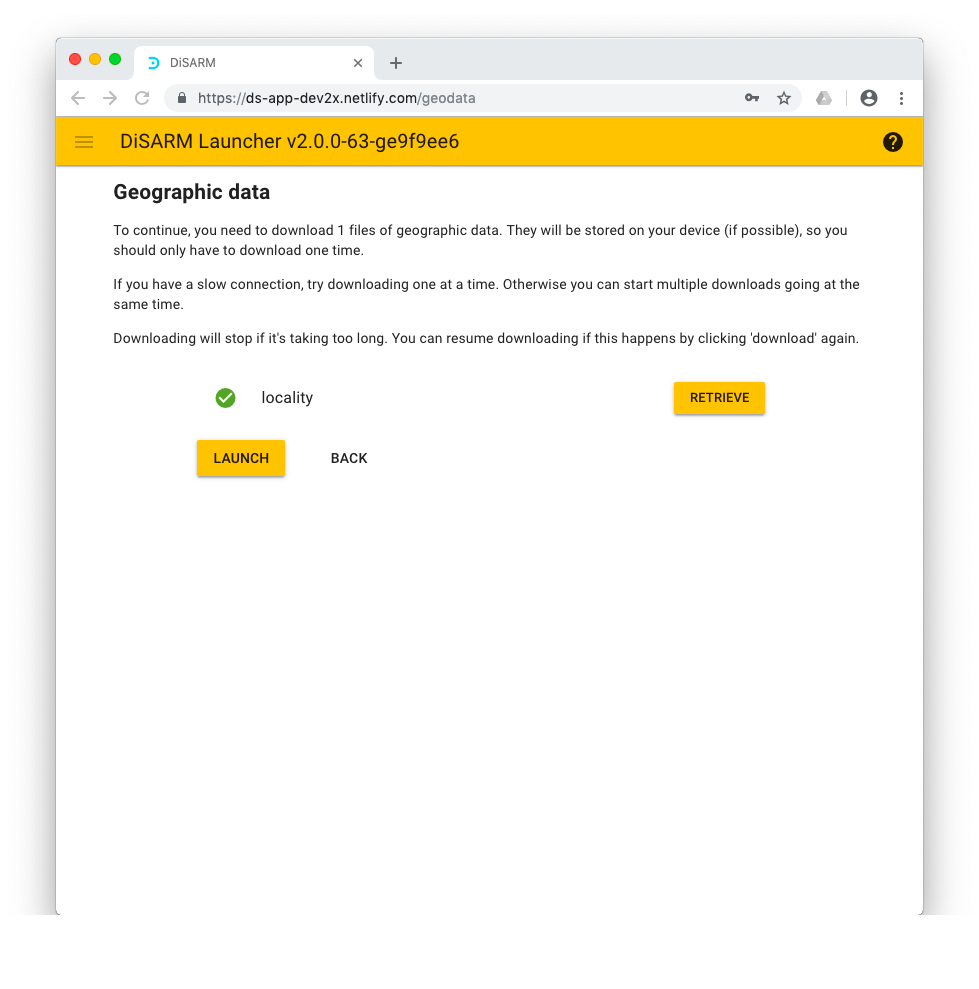 DiSARM
https://ds-app-dev2x.netlify.com/geodata
DiSARM Launcher v2.0.0-63-ge9f9ee6
Geographic data
To continue, you need to download 1 files of geographic data. They will be stored on your device (if possible), so you
should only have to download one time.
If you have a slow connection, try downloading one at a time. Otherwise you can start multiple downloads going at the
same time.
Downloading will stop if it's taking too long. You can resume downloading if this happens by clicking 'download' again.
locality
RETRIEVE
LAUNCH
BACK